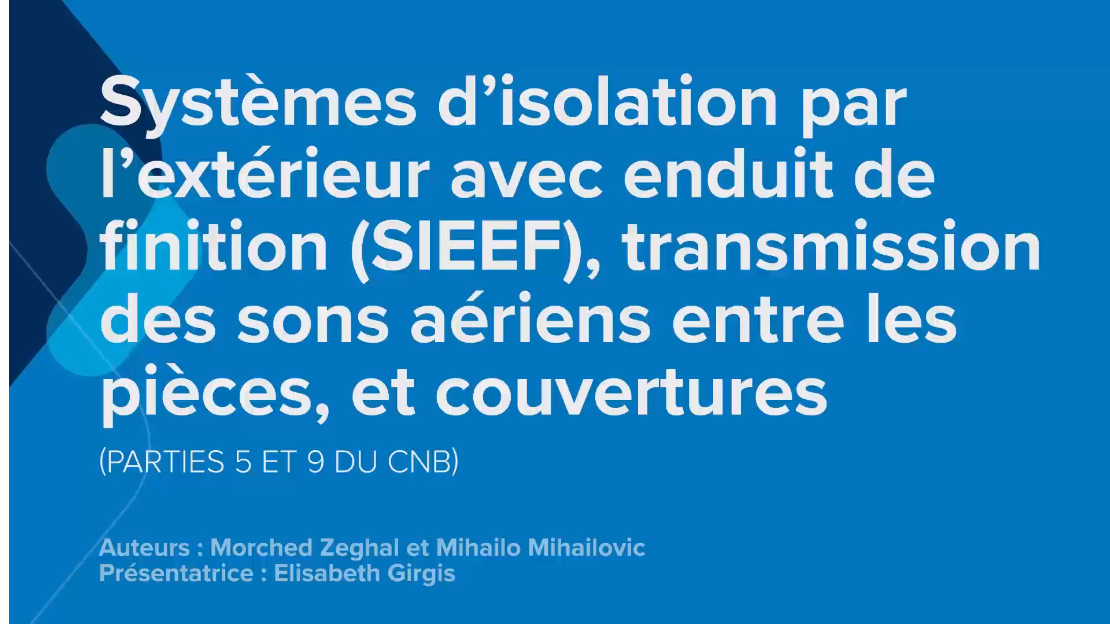 Systèmes d’isolation par
l’extérieur avec enduit de
finition (SIEEF), transmission
des sons aériens entre les
pièces, et couvertures
(PARTIES 5 ET 9 DU CNB)
Auteurs : Morched Zeghal et Mihailo Mihailovic
Présentatrice : Elisabeth Girgis